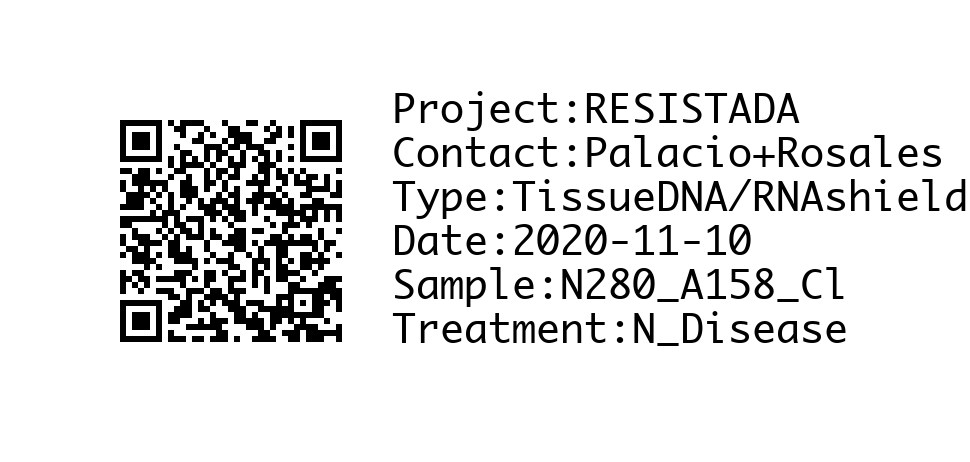 Project:RESISTADA
Contact:Palacio+Rosales
Type:TissueDNA/RNAshield
Date:2020-11-10
Sample:N280_A158_Cl
Treatment:N_Disease